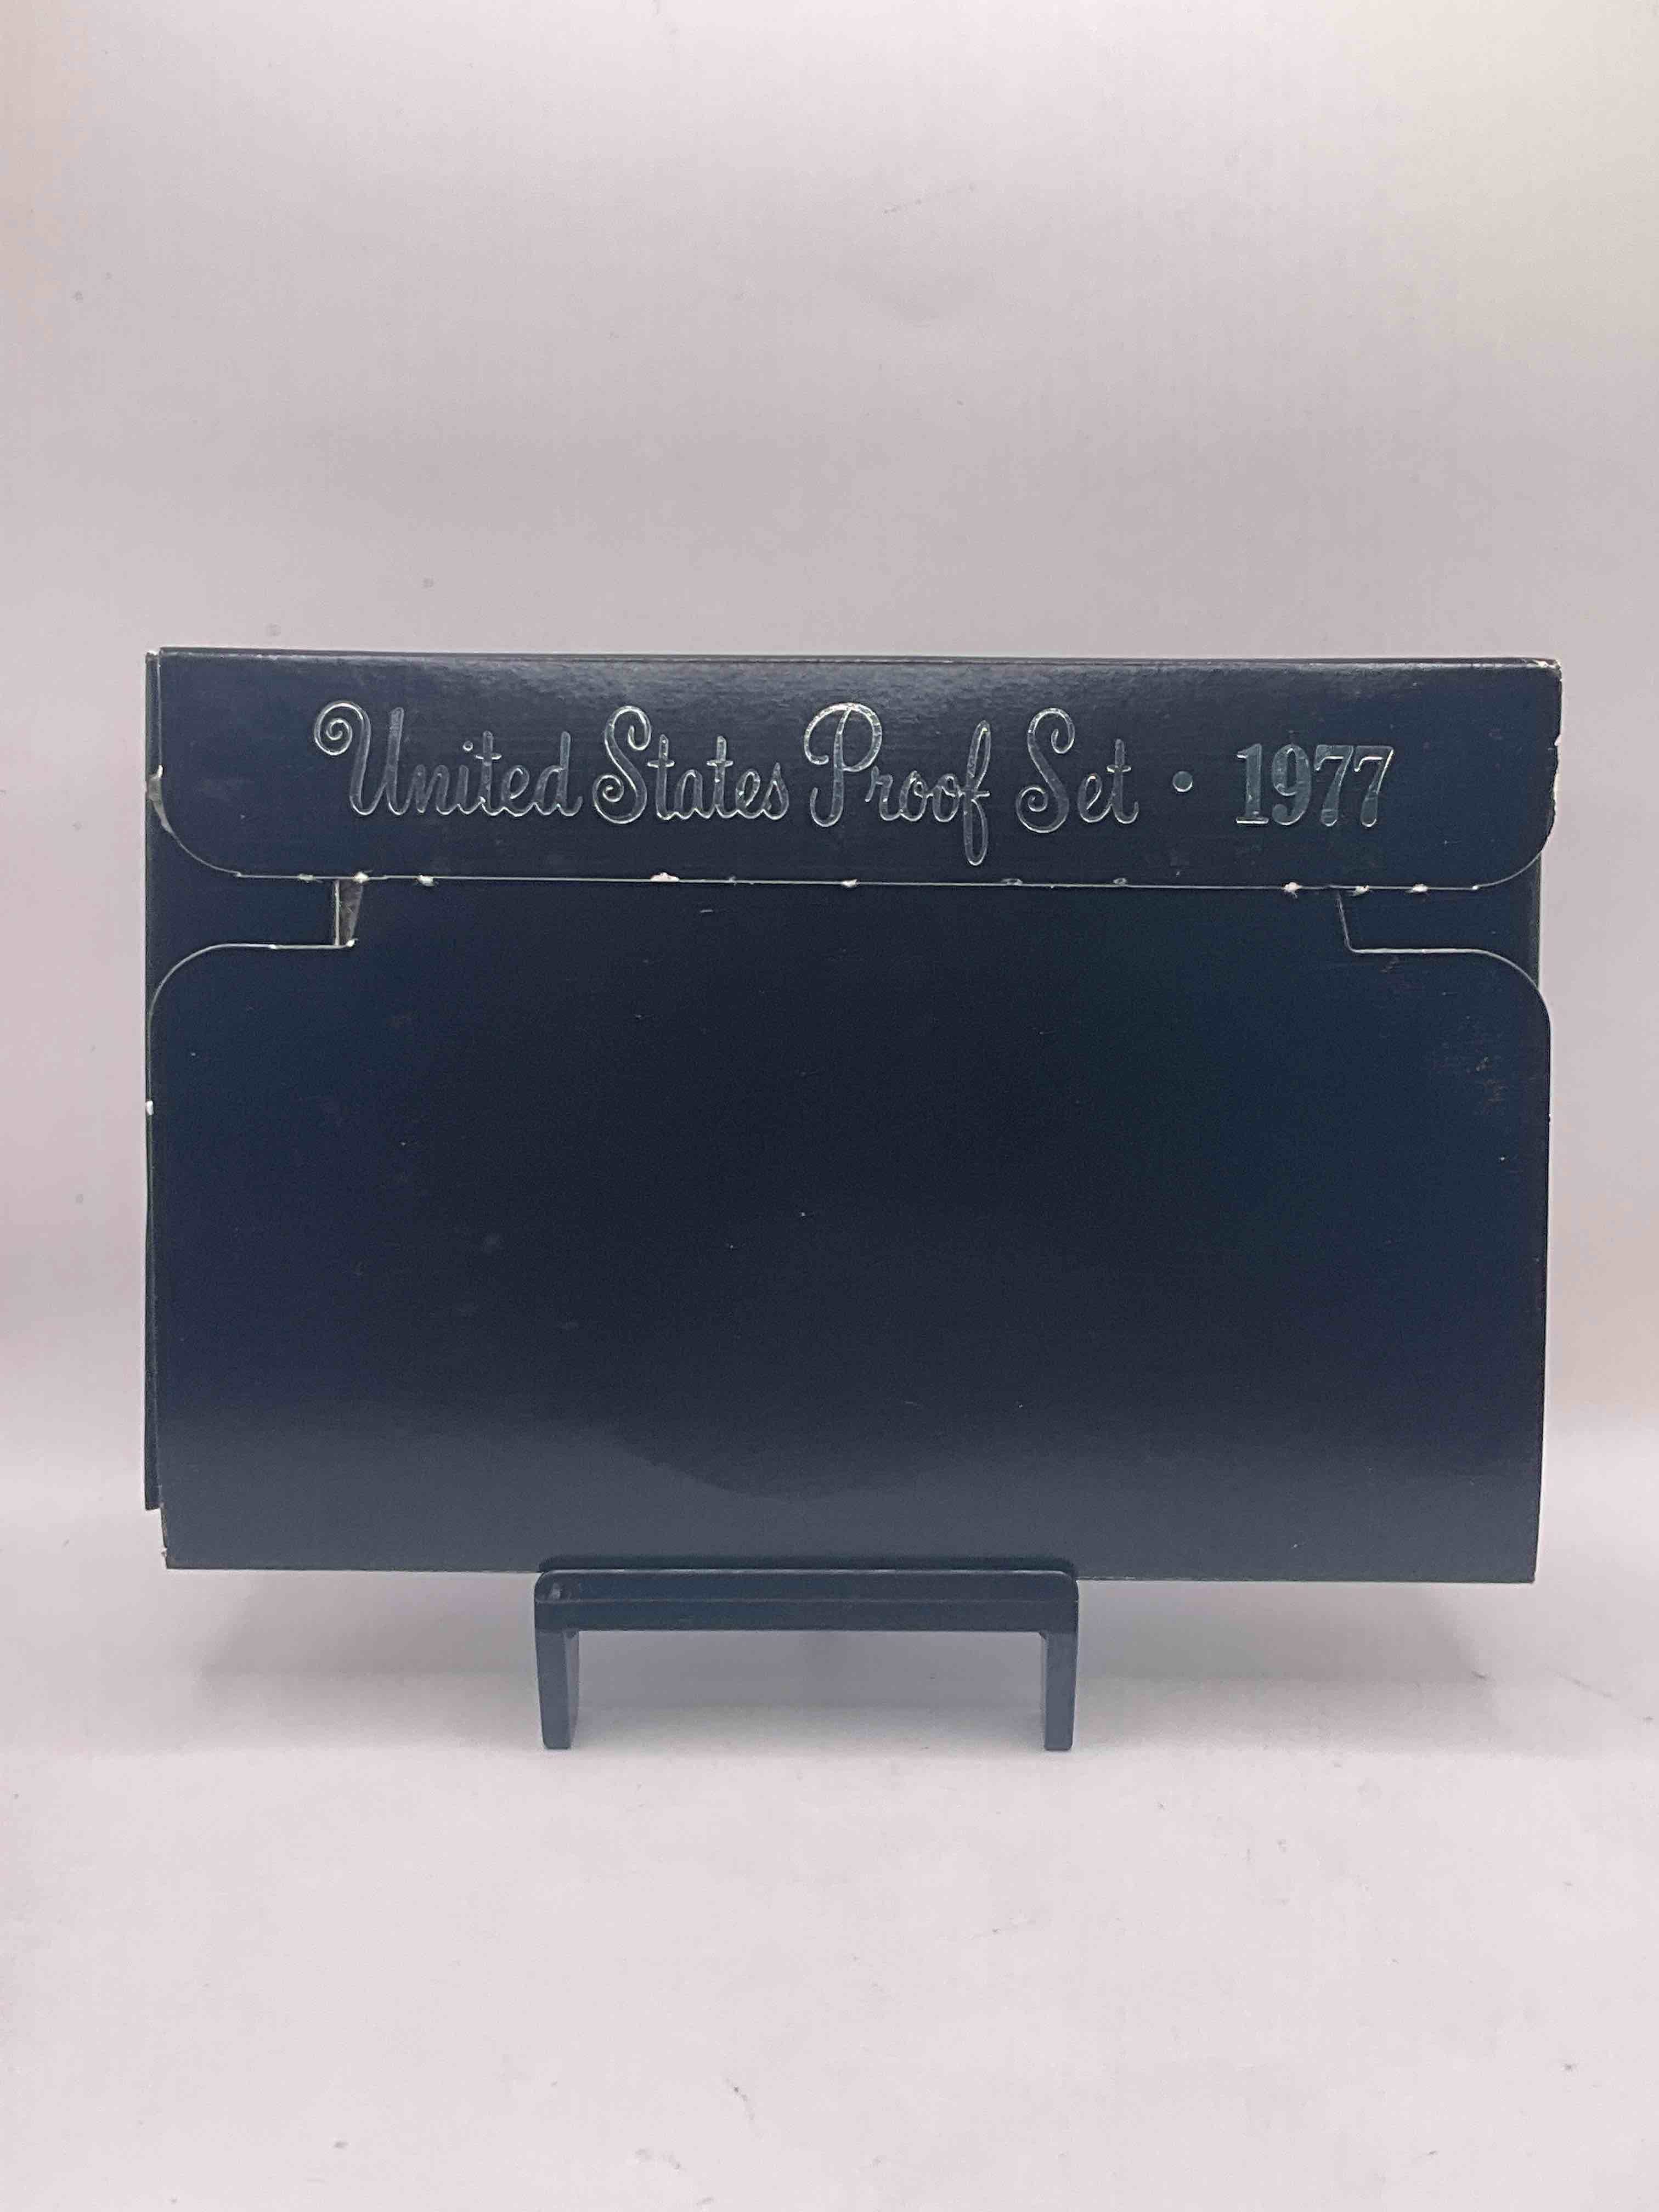 United States Proof Set • 1977